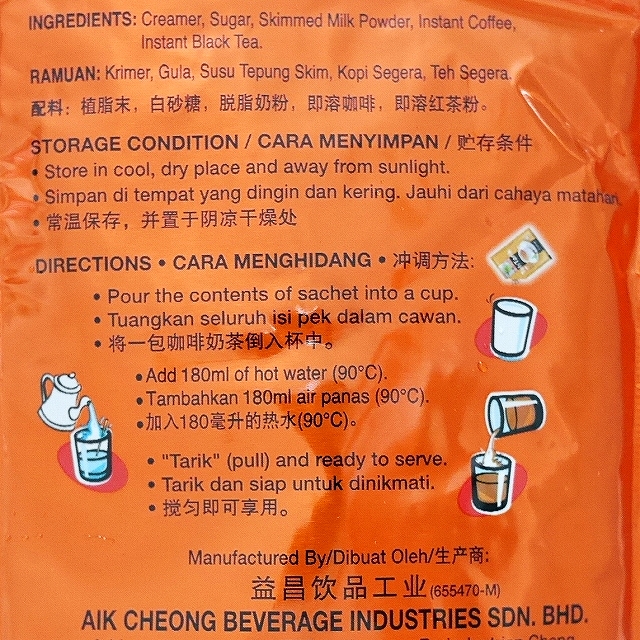 INGREDIENTS: Creamer, Sugar, Skimmed Milk Powder, Instant Coffee,
Instant Black Tea.
RAMUAN: Krimer, Gula, Susu Tepung Skim, Kopi Segera, Teh Segera.
配料：植脂末，白砂糖，脱脂奶粉，即溶咖啡，即溶红茶粉。
STORAGE CONDITION / CARA MENYIMPAN / 贮存条件
• Store in cool, dry place and away from sunlight.
• Simpan di tempat yang dingin dan kering. Jauhi dari cahaya matahari.
• 常温保存，并置于阴凉干燥处
DIRECTIONS • CARA MENGHIDANG • 冲调方法:
• Pour the contents of sachet into a cup.
• Tuangkan seluruh isi pek dalam cawan.
• 将一包咖啡奶茶倒入杯中。
• Add 180ml of hot water (90°C).
• Tambahkan 180ml air panas (90°C).
• 加入180毫升的热水(90°C)。
• "Tarik" (pull) and ready to serve.
• Tarik dan siap untuk dinikmati.
• 搅匀即可享用。
Manufactured By/Dibuat Oleh/生产商:
益昌饮品工业 (655470-M)
AIK CHEONG BEVERAGE INDUSTRIES SDN. BHD.